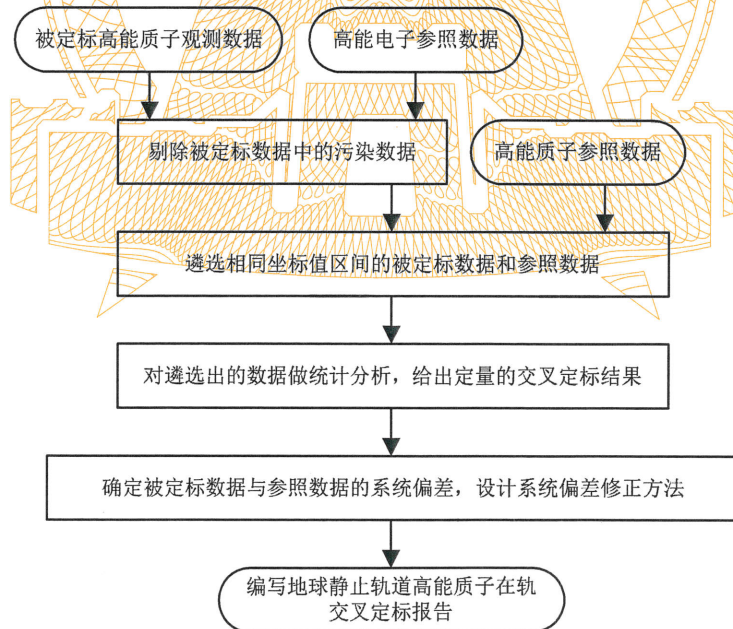 被定标高能质子观测数据
高能电子参照数据
剔除被定标数据中的污染数据
高能质子参照数据
遴选相同坐标值区间的被定标数据和参照数据
对遴选出的数据做统计分析，给出定量的交叉定标结果
确定被定标数据与参照数据的系统偏差，设计系统偏差修正方法
编写地球静止轨道高能质子在轨
交叉定标报告